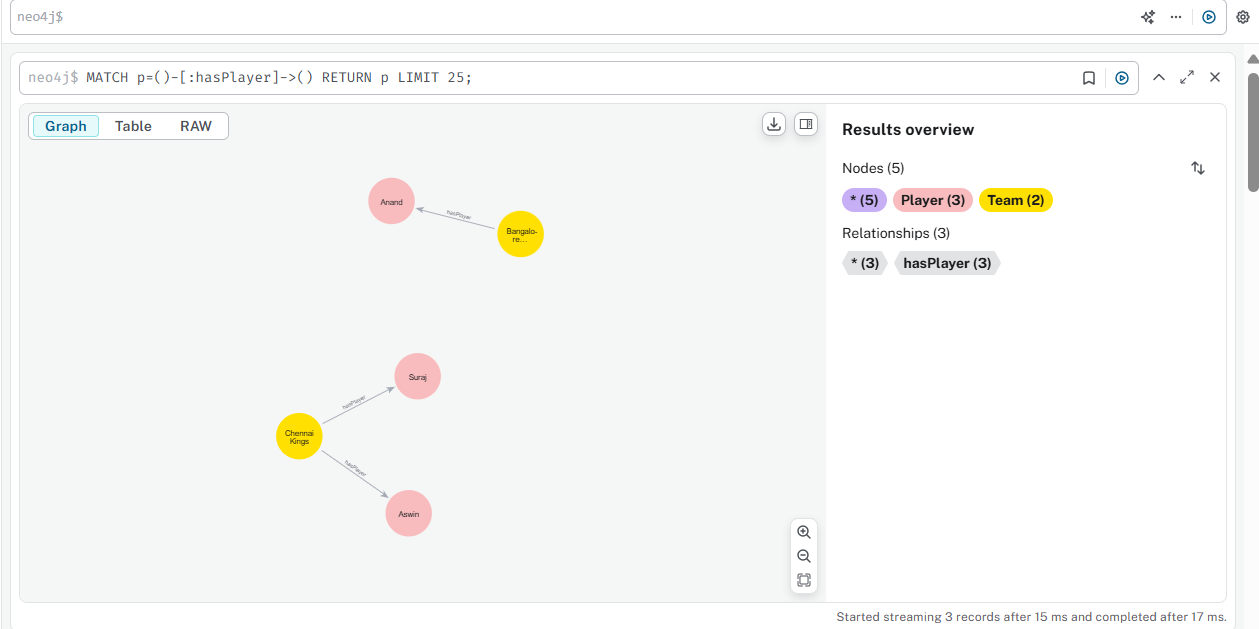 neo4j$
neo4j$ MATCH p=()-[:hasPlayer]->() RETURN p LIMIT 25;
Graph Table RAW
Results overview
Nodes (5)
* (5) Player (3) Team (2)
Relationships (3)
* (3) hasPlayer (3)
Anand
hasPlayer
Bangalo-
re...
Suraj
hasPlayer
Chennai
Kings
hasPlayer
Aswin
Started streaming 3 records after 15 ms and completed after 17 ms.